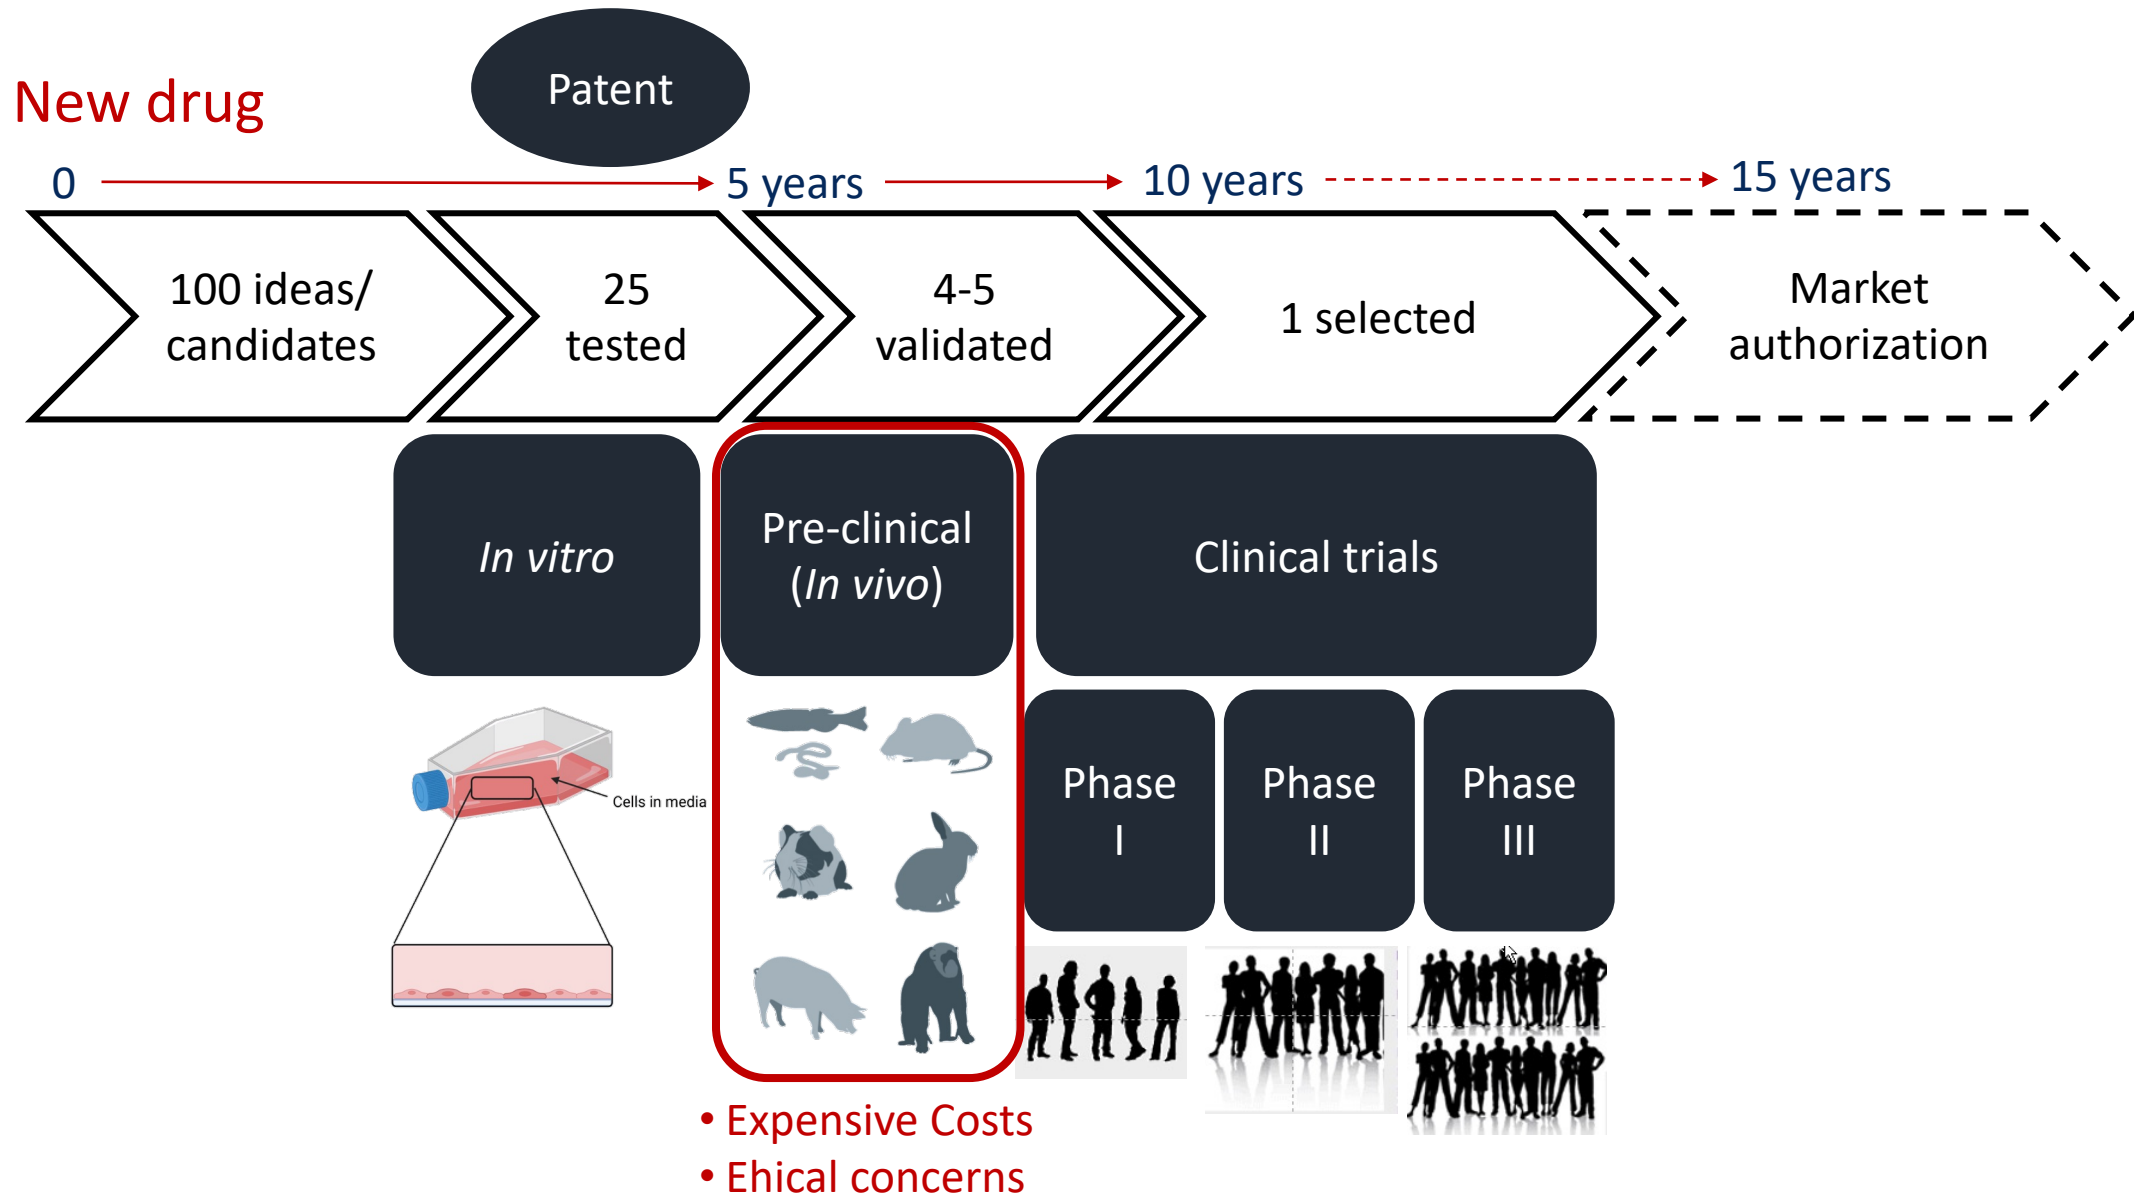 New drug
Patent
0
5 years
10 years
15 years
100 ideas/
candidates
25
tested
4-5
validated
1 selected
Market
authorization
In vitro
Pre-clinical
(In vivo)
Clinical trials
Cells in media
Phase
I
Phase
II
Phase
III
• Expensive Costs
• Ehical concerns